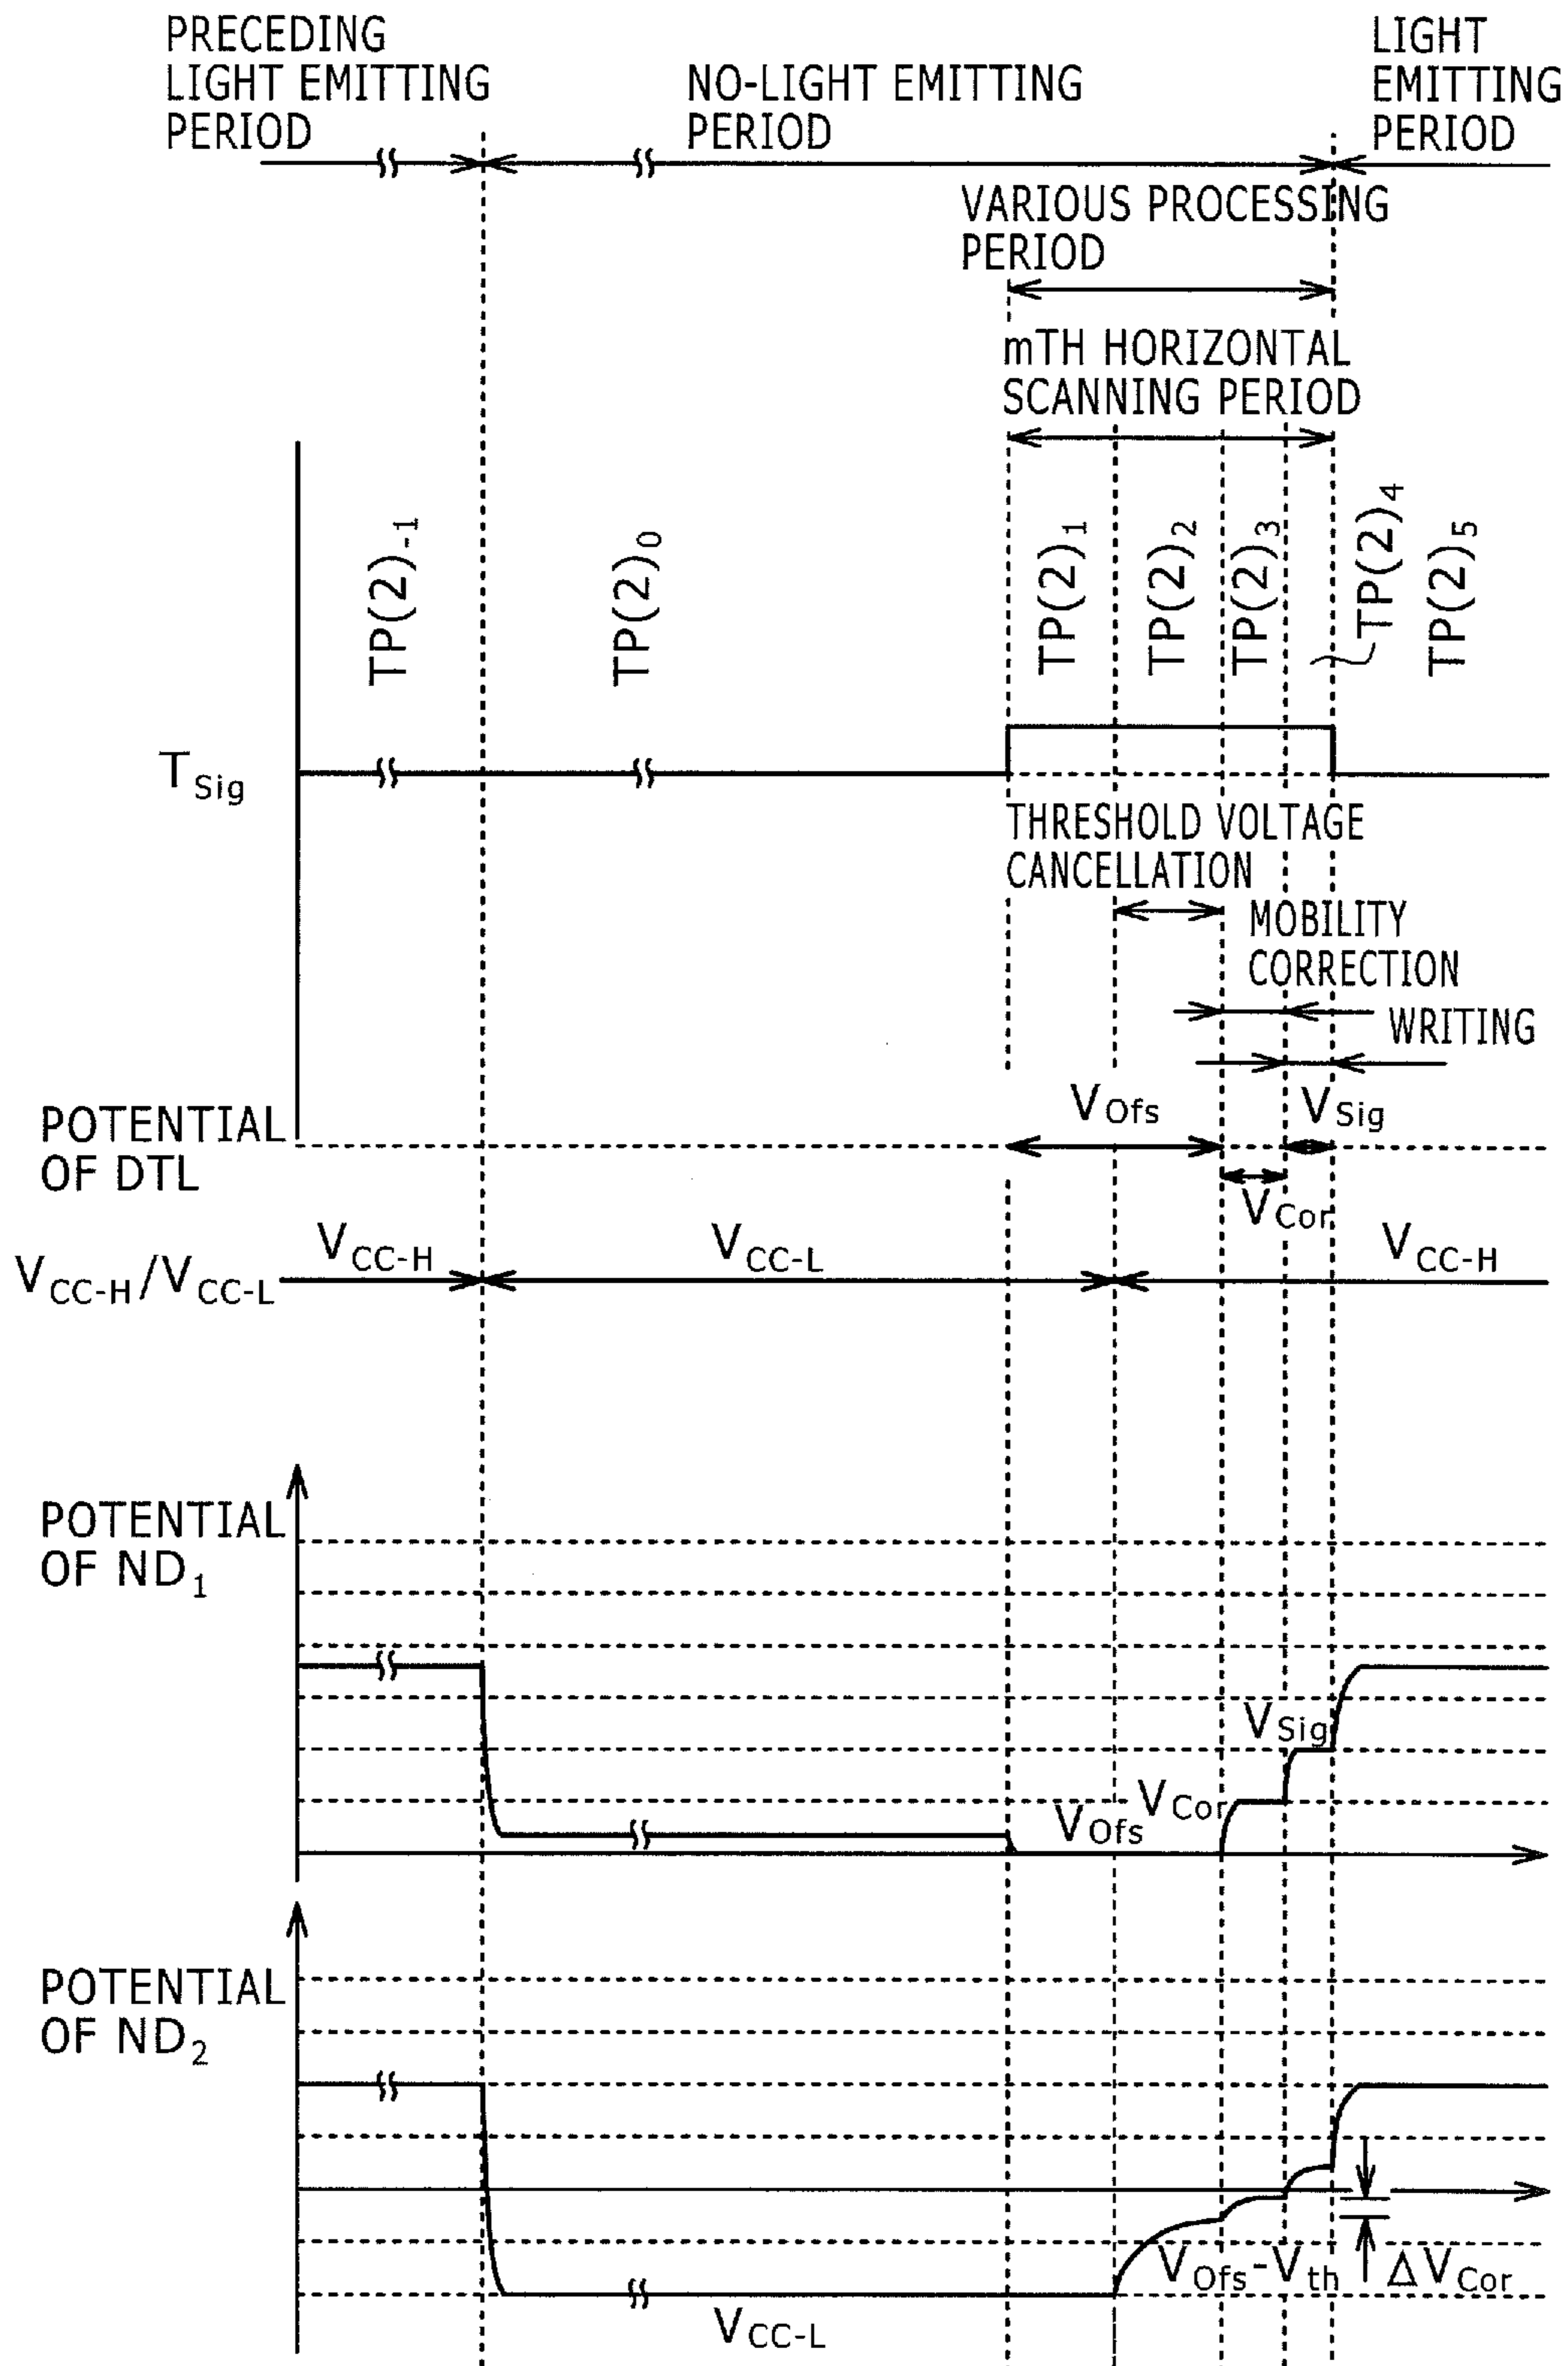 PRECEDING
LIGHT EMITTING
PERIOD
NO-LIGHT EMITTING
PERIOD
LIGHT
EMITTING
PERIOD
VARIOUS PROCESSING
PERIOD
mTH HORIZONTAL
SCANNING PERIOD
TP(2)-1
TP(2)0
TP(2)1
TP(2)2
TP(2)3
TP(2)4
TP(2)5
TSig
THRESHOLD VOLTAGE
CANCELLATION
MOBILITY
CORRECTION
WRITING
POTENTIAL
OF DTL
VOfs
VSig
VCor
VCC-H/VCC-L
VCC-H
VCC-L
VCC-H
POTENTIAL
OF ND1
VSig
VCor
VOfs
POTENTIAL
OF ND2
VOfs-Vth
ΔVCor
VCC-L